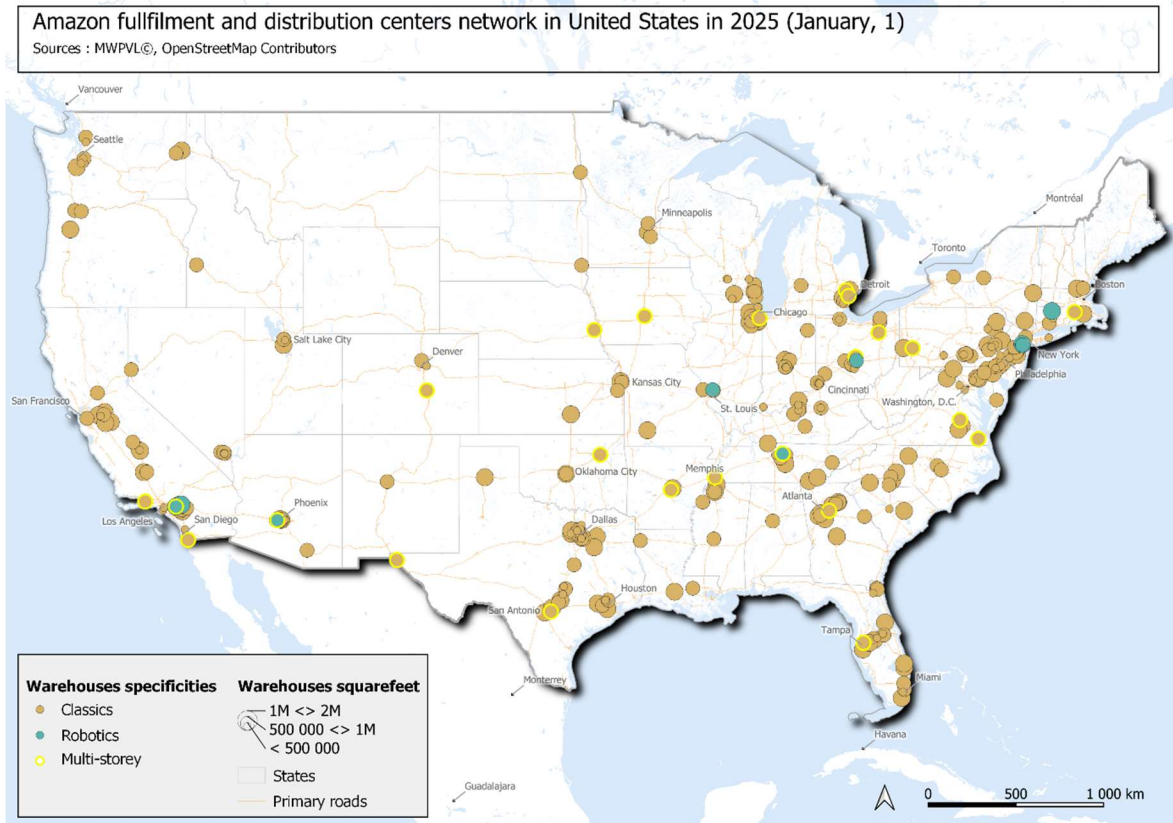 Amazon fullfilment and distribution centers network in United States in 2025 (January, 1)
Sources : MWPVL©, OpenStreetMap Contributors
Vancouver
Seattle
Montréal
Minneapolis
Toronto
Detroit
Boston
Chicago
Salt Lake City
Denver
New York
Philadelphia
Kansas City
Cincinnati
San Francisco
St. Louis
Washington, D.C.
Oklahoma City
Memphis
Phoenix
Atlanta
Los Angeles
San Diego
Dallas
Houston
San Antonio
Tampa
Miami
Monterrey
Havana
Guadalajara
Warehouses specificities
Classics
Robotics
Multi-storey
Warehouses squarefeet
1M <> 2M
500 000 <> 1M
< 500 000
States
Primary roads
0 500 1 000 km